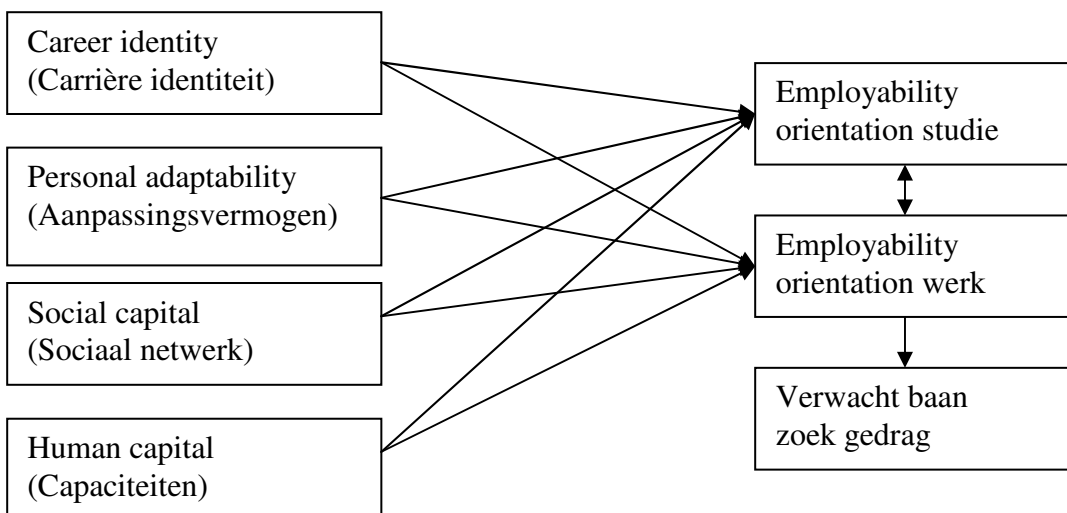 Career identity
(Carrière identiteit)
Personal adaptability
(Aanpassingsvermogen)
Social capital
(Sociaal netwerk)
Human capital
(Capaciteiten)
Employability
orientation studie
Employability
orientation werk
Verwacht baan
zoek gedrag